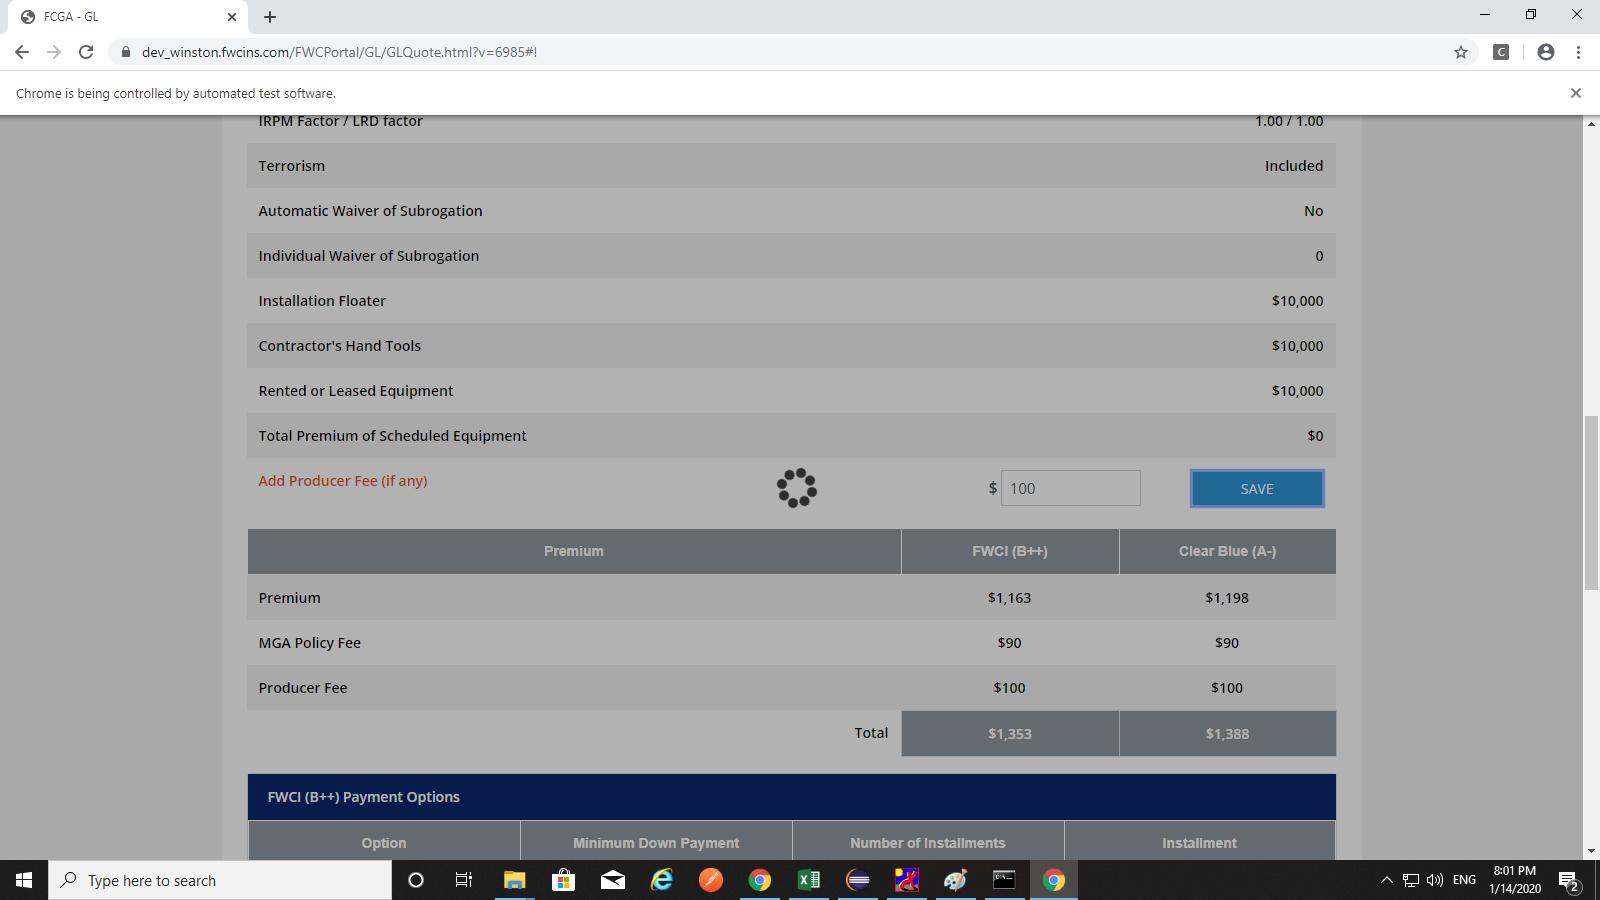 FCGA - GL
dev_winston.fwcins.com/FWCPortal/GL/GLQuote.html?v=6985#!
C
Chrome is being controlled by automated test software.
IRPM Factor / LRD factor 1.00 / 1.00
Terrorism Included
Automatic Waiver of Subrogation No
Individual Waiver of Subrogation 0
Installation Floater $10,000
Contractor's Hand Tools $10,000
Rented or Leased Equipment $10,000
Total Premium of Scheduled Equipment $0
Add Producer Fee (if any) $ 100 SAVE
Premium FWCI (B++) Clear Blue (A-)
Premium $1,163 $1,198
MGA Policy Fee $90 $90
Producer Fee $100 $100
Total $1,353 $1,388
FWCI (B++) Payment Options
Option Minimum Down Payment Number of Installments Installment
Type here to search
ENG
8:01 PM
1/14/2020
2